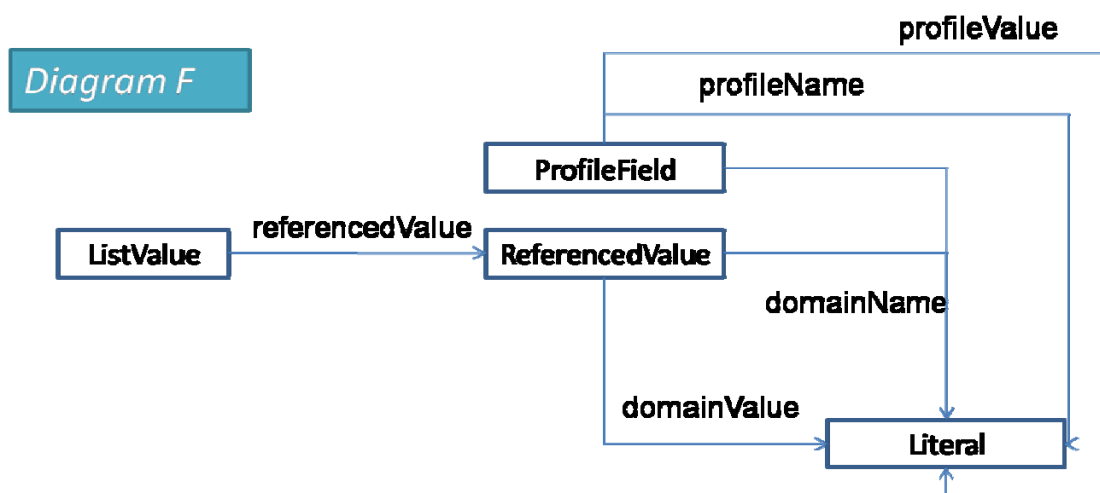 profileValue
Diagram F
profileName
ProfileField
referencedValue
ListValue
ReferencedValue
domainName
domainValue
Literal